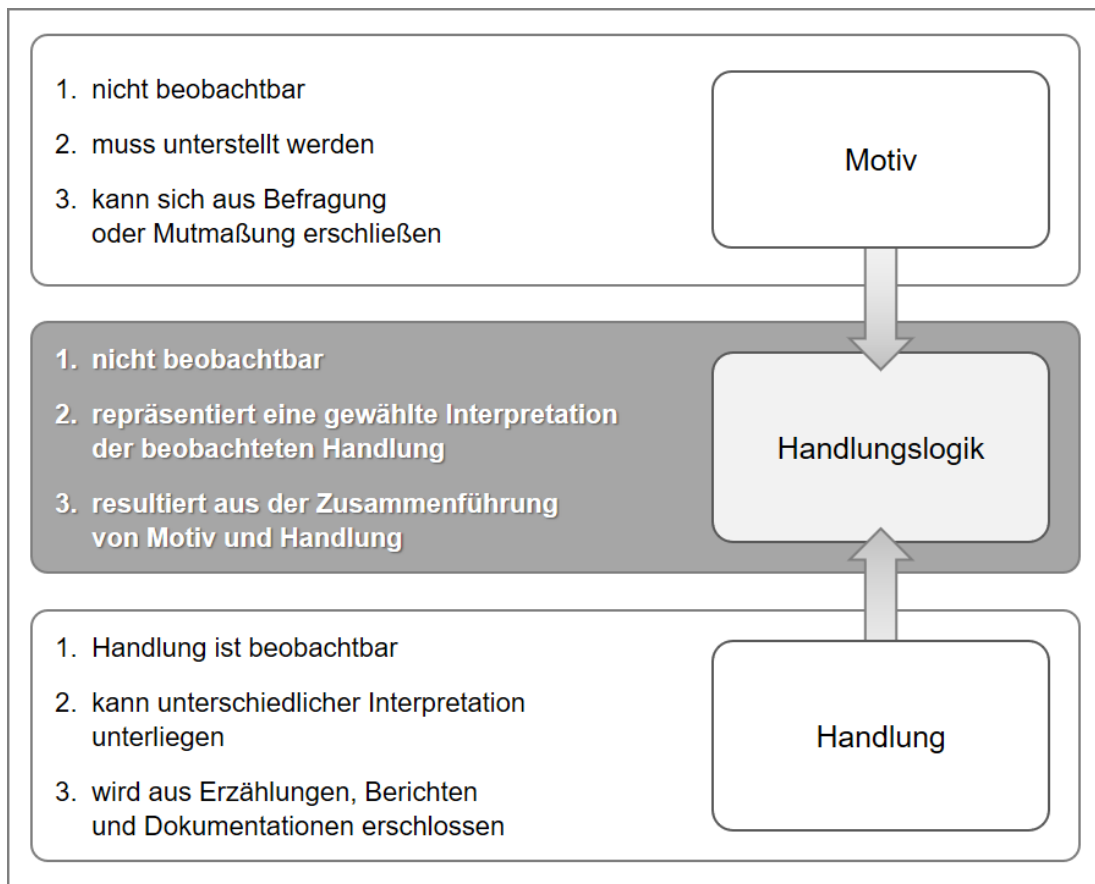 1. nicht beobachtbar
2. muss unterstellt werden
3. kann sich aus Befragung
oder Mutmaßung erschließen
Motiv
1. nicht beobachtbar
2. repräsentiert eine gewählte Interpretation
der beobachteten Handlung
3. resultiert aus der Zusammenführung
von Motiv und Handlung
Handlungslogik
1. Handlung ist beobachtbar
2. kann unterschiedlicher Interpretation
unterliegen
3. wird aus Erzählungen, Berichten
und Dokumentationen erschlossen
Handlung